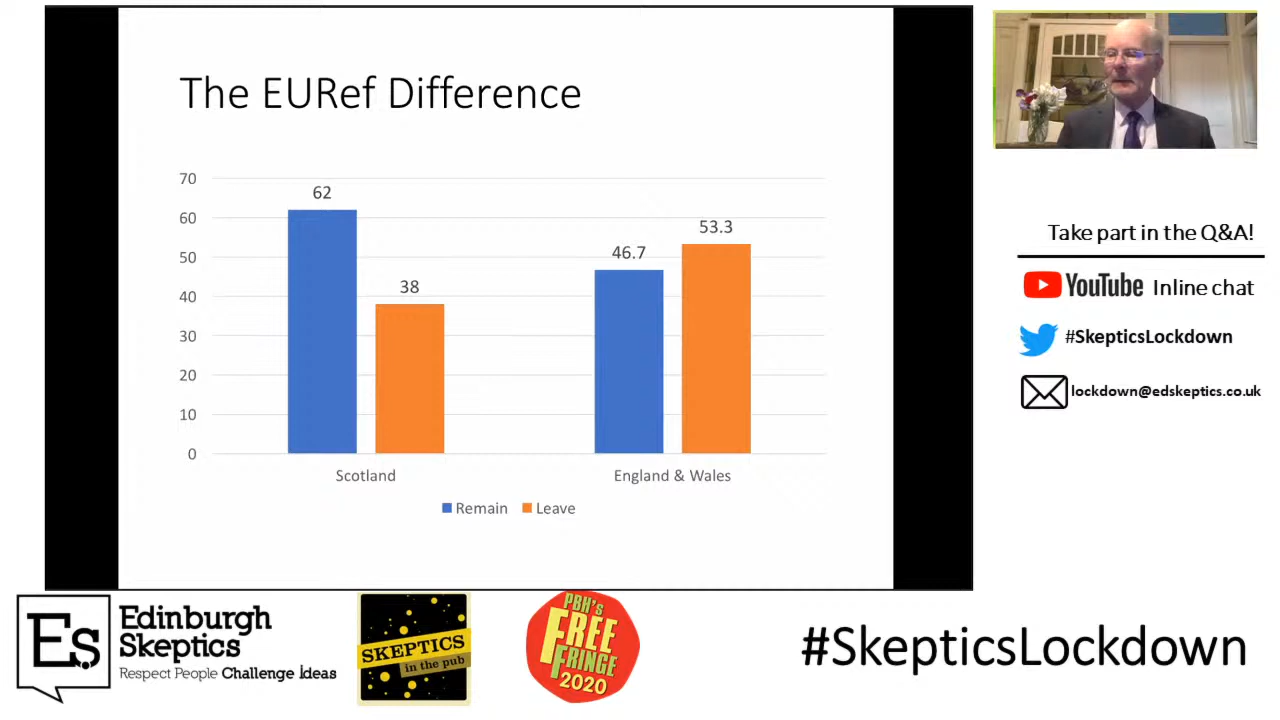 The EURef Difference
70
60
50
40
30
20
10
0
62
38
46.7
53.3
Scotland
England & Wales
Remain
Leave
Take part in the Q&A!
YouTube Inline chat
#SkepticsLockdown
lockdown@edskeptics.co.uk
Es
Edinburgh
Skeptics
Respect People Challenge Ideas
SKEPTICS
in the pub
PBH's
FREE
FRINGE
2020
#SkepticsLockdown